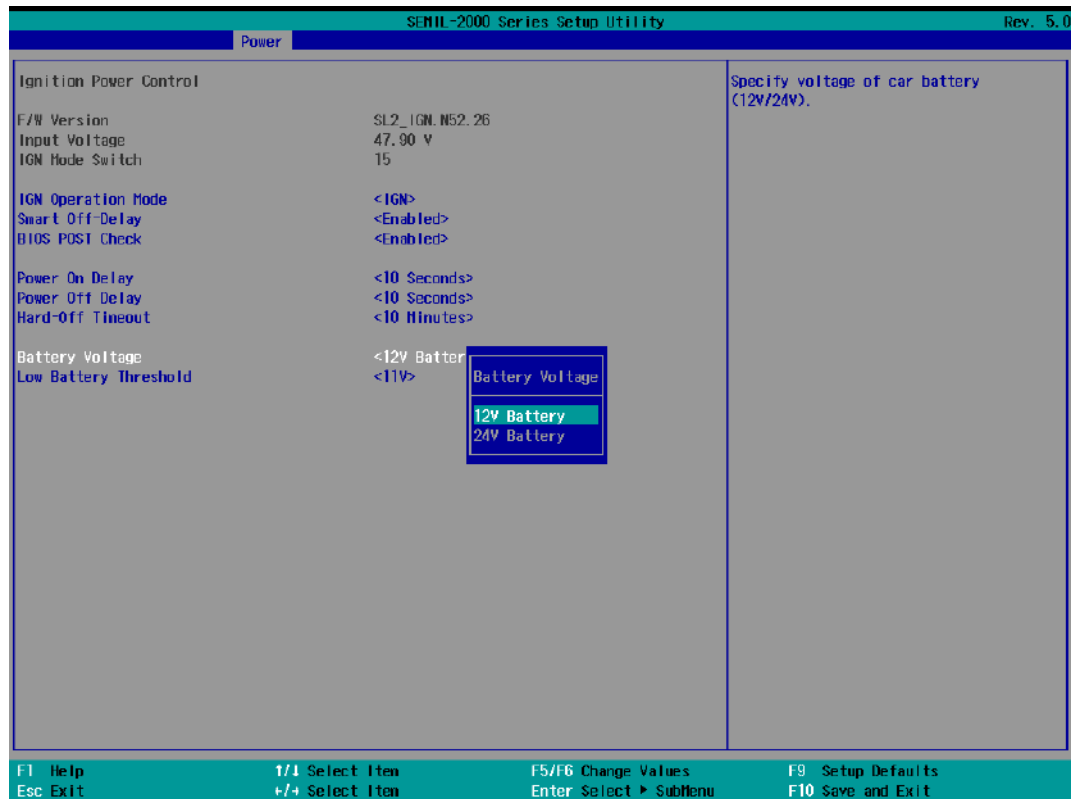 SEMIL-2000 Series Setup Utility Rev. 5.0
Power
Ignition Power Control
F/W Version SL2_IGN.N52.26
Input Voltage 47.90 V
IGN Mode Switch 15
IGN Operation Mode <IGN>
Smart Off-Delay <Enabled>
BIOS POST Check <Enabled>
Power On Delay <10 Seconds>
Power Off Delay <10 Seconds>
Hard-Off Timeout <10 Minutes>
Battery Voltage <12V Batter
Low Battery Threshold <11V>
Battery Voltage
12V Battery
24V Battery
Specify voltage of car battery
(12V/24V).
F1 Help ↑/↓ Select Item F5/F6 Change Values F9 Setup Defaults
Esc Exit ←/→ Select Item Enter Select ▶ SubMenu F10 Save and Exit